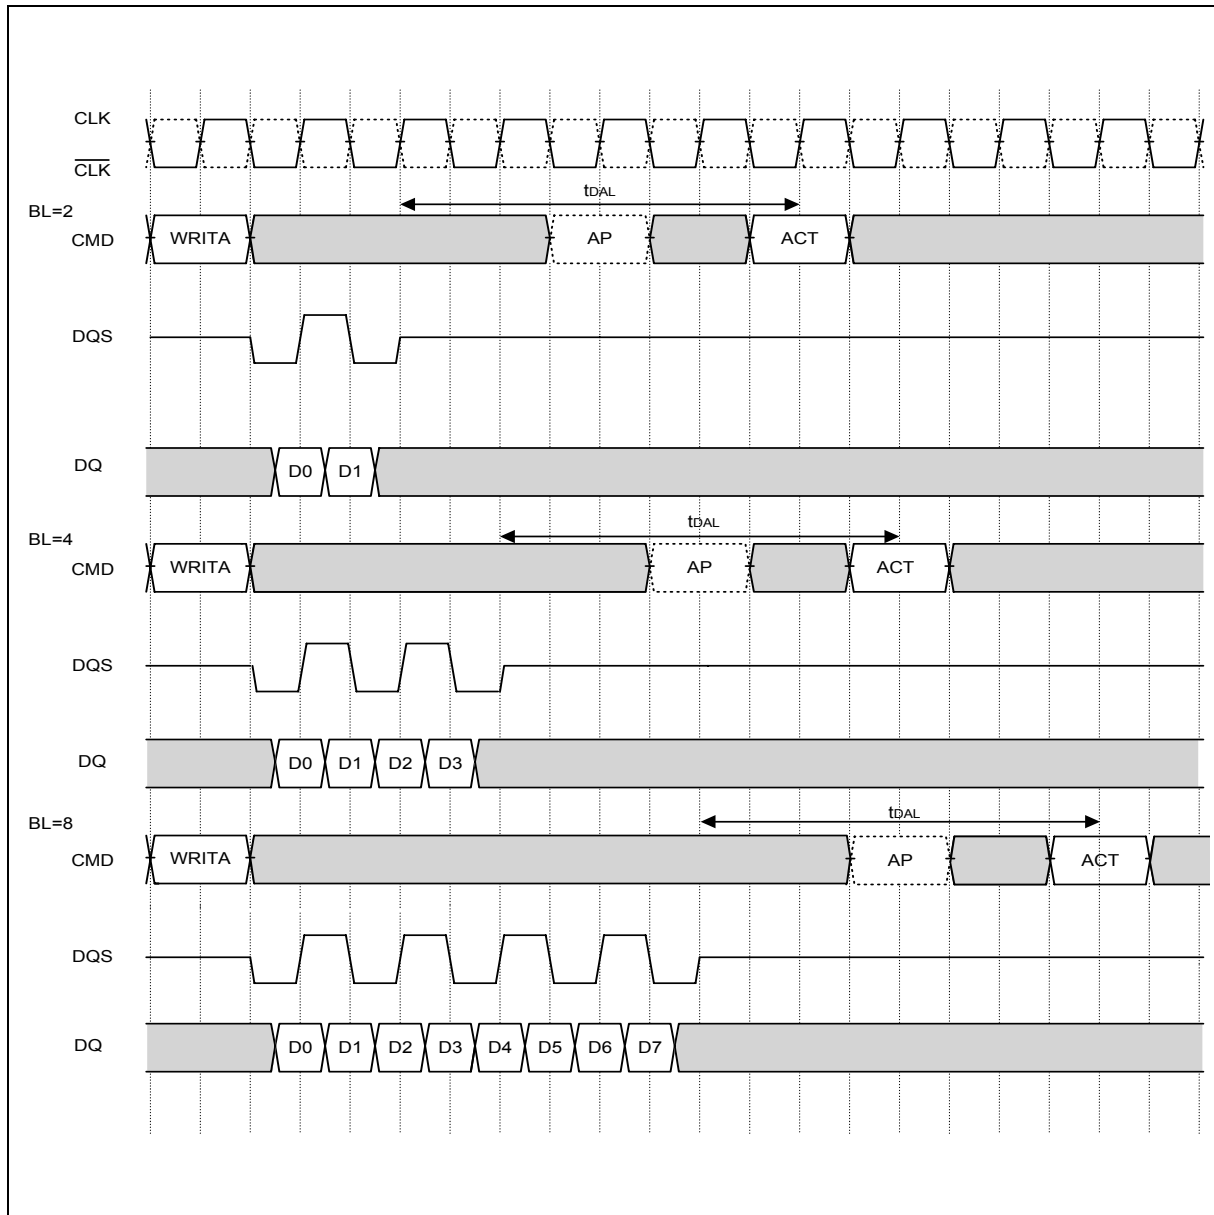 CLK
CLK
tDAL
BL=2
CMD WRITA AP ACT
DQS
DQ D0 D1
tDAL
BL=4
CMD WRITA AP ACT
DQS
DQ D0 D1 D2 D3
tDAL
BL=8
CMD WRITA AP ACT
DQS
DQ D0 D1 D2 D3 D4 D5 D6 D7